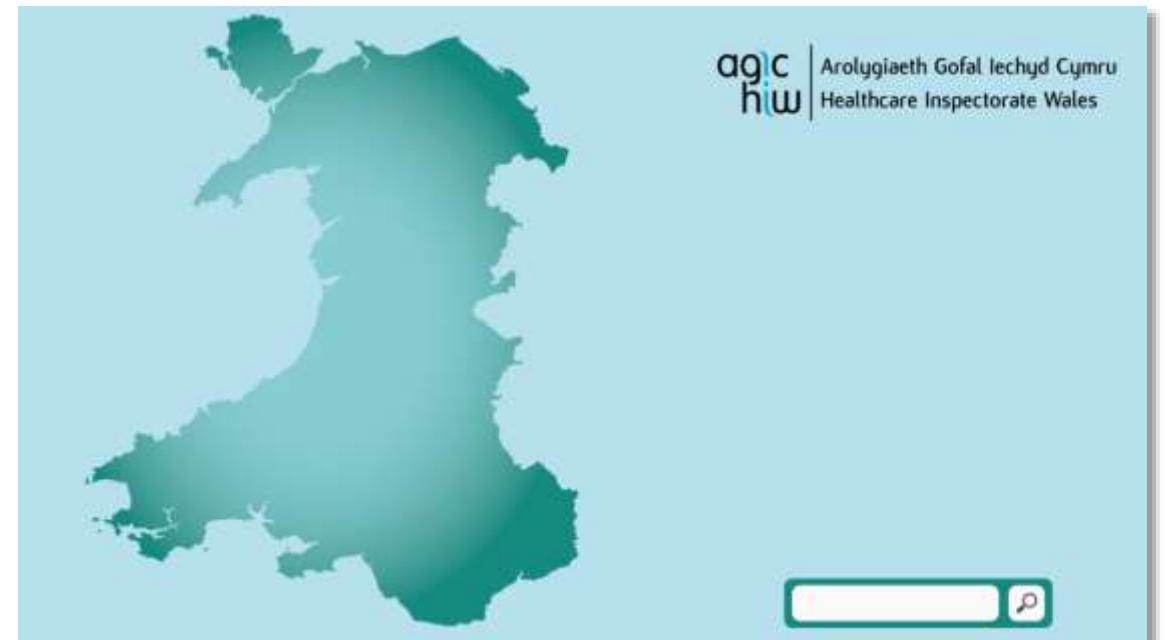 agic
hiw
Arolygiaeth Gofal Iechyd Cymru
Healthcare Inspectorate Wales